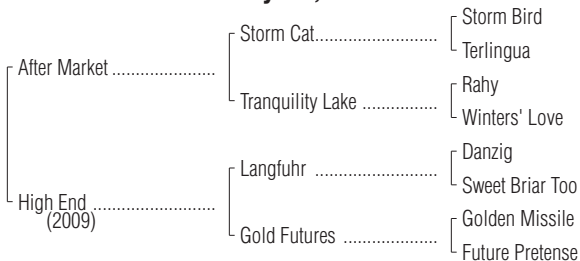 Storm Bird
Storm Cat
Terlingua
After Market
Rahy
Tranquility Lake
Winters' Love
Danzig
Langfuhr
Sweet Briar Too
High End
(2009)
Golden Missile
Gold Futures
Future Pretense